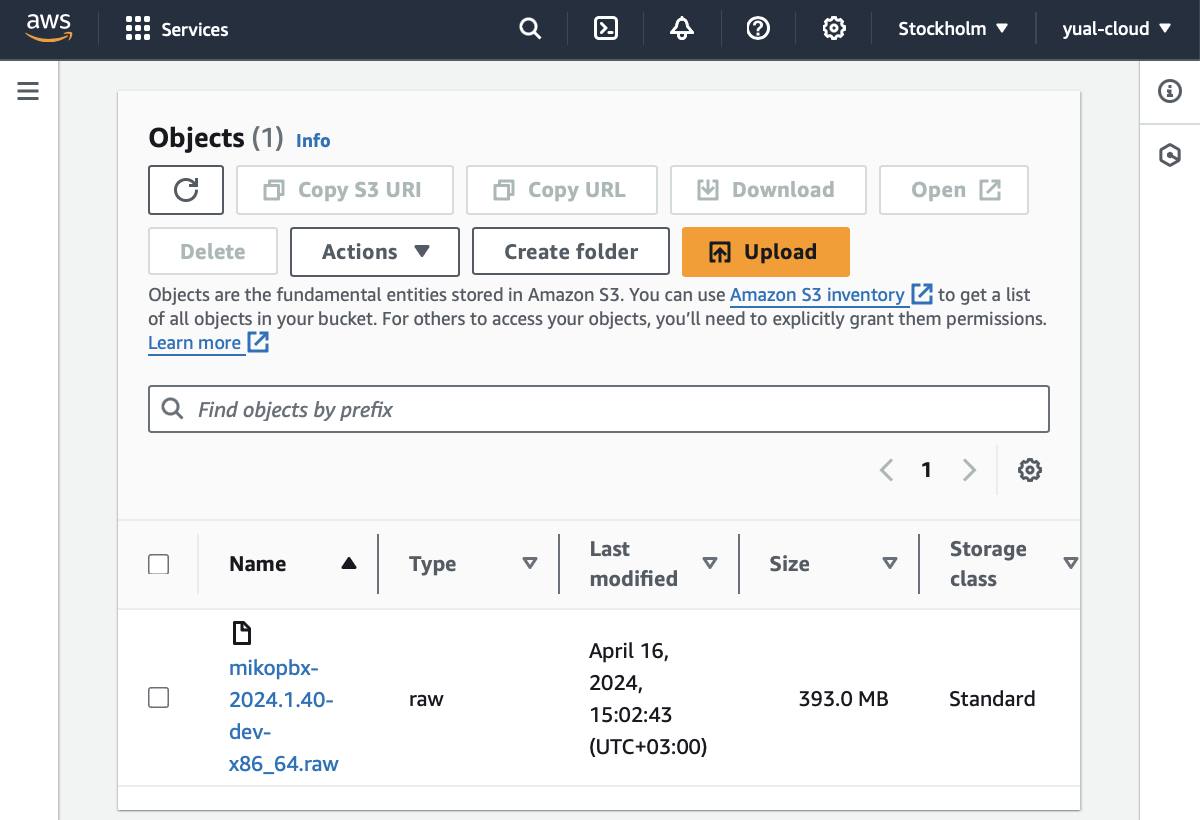 aws Services Stockholm yual-cloud
Objects (1) Info
Copy S3 URI Copy URL Download Open
Delete Actions Create folder Upload
Objects are the fundamental entities stored in Amazon S3. You can use Amazon S3 inventory to get a list
of all objects in your bucket. For others to access your objects, you’ll need to explicitly grant them permissions.
Learn more
Find objects by prefix
1
Name Type Last modified Size Storage class
mikopbx-
2024.1.40-
dev-
x86_64.raw
raw
April 16,
2024,
15:02:43
(UTC+03:00)
393.0 MB
Standard